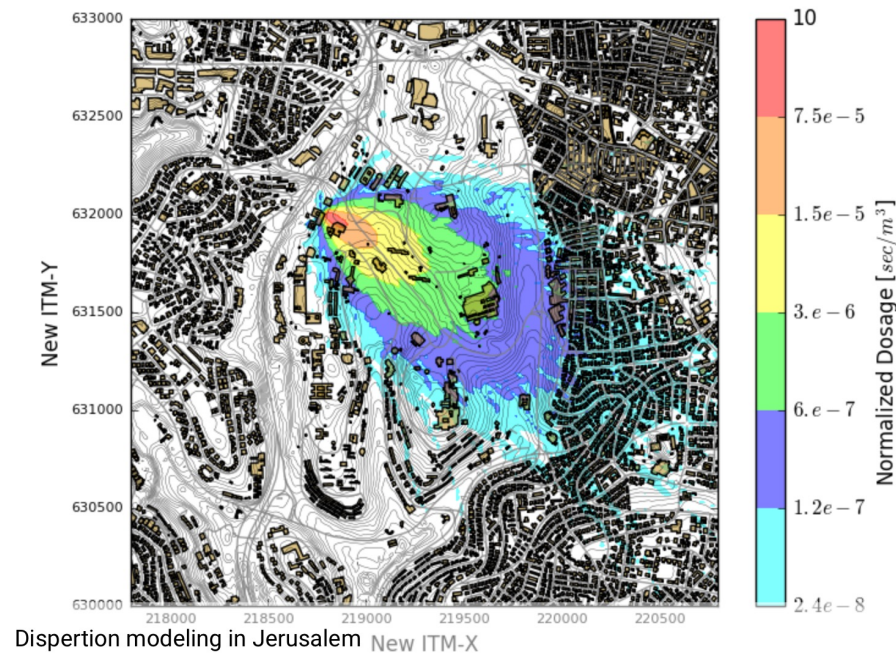 633000
632500
632000
631500
631000
630500
630000
New ITM-Y
218000 218500 219000 219500 220000 220500
New ITM-X
10
7.5e−5
1.5e−5
3.e−6
6.e−7
1.2e−7
2.4e−8
Normalized Dosage [sec/m³]
Dispertion modeling in Jerusalem